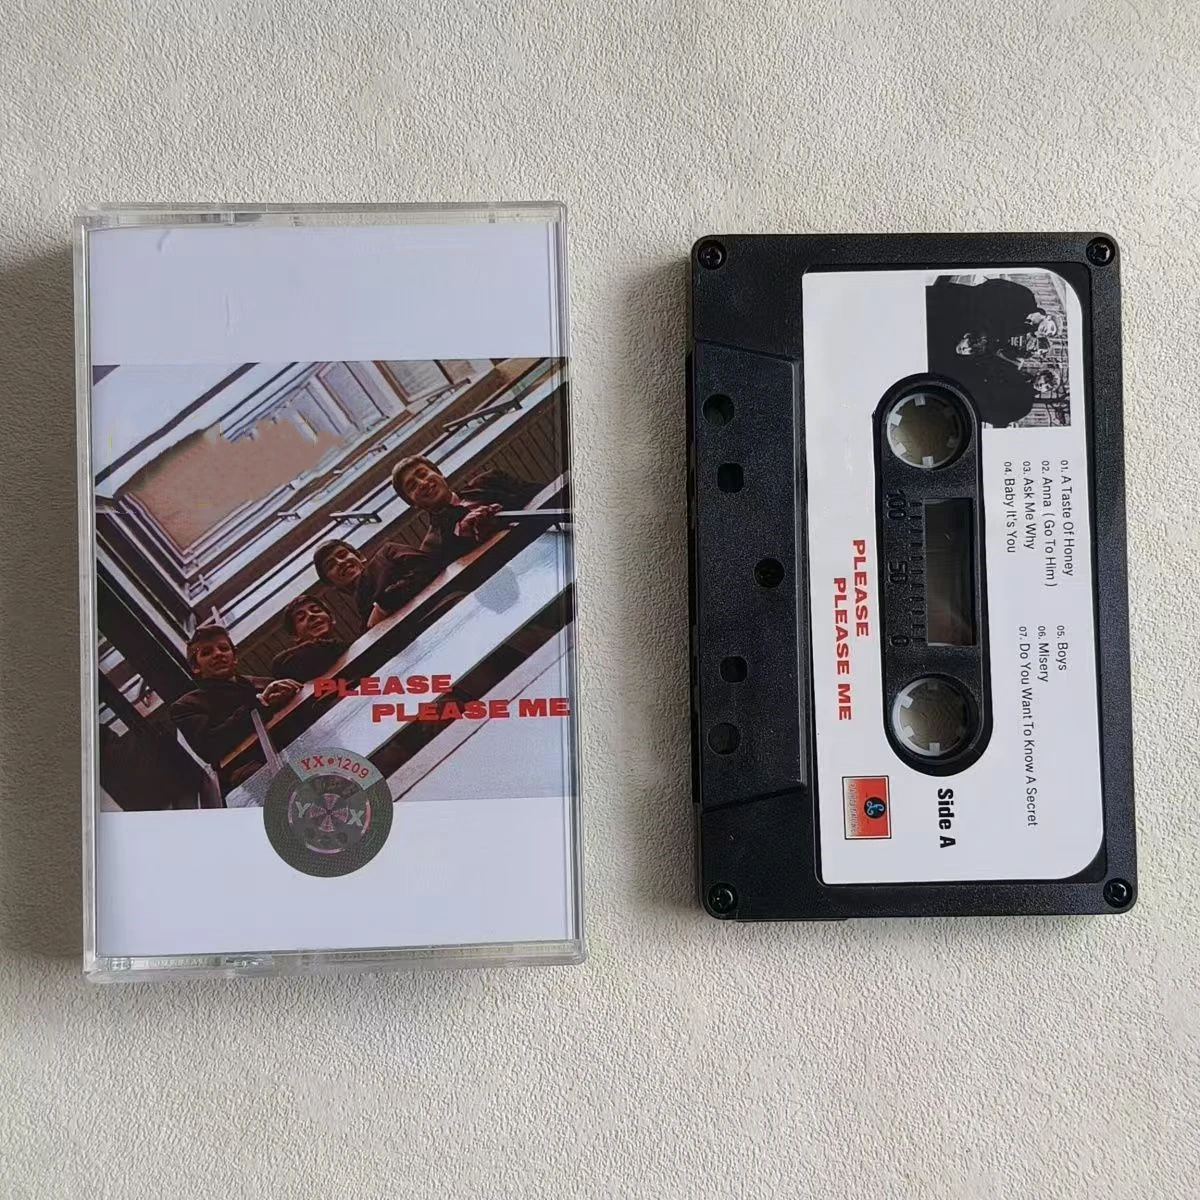 PLEASE
PLEASE ME
YX•1209
Y X
01. A Taste Of Honey
02. Anna ( Go To Him )
03. Ask Me Why
04. Baby It's You
05. Boys
06. Misery
07. Do You Want To Know A Secret
100 50 0
PLEASE
PLEASE ME
Side A